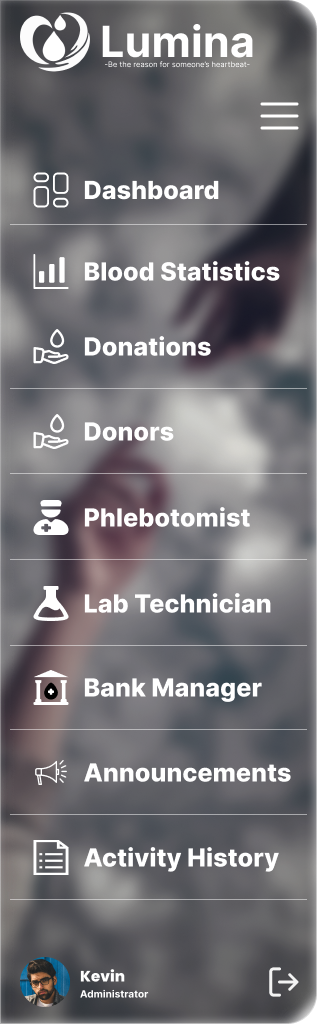 Lumina
-Be the reason for someone's heartbeat-
Dashboard
Blood Statistics
Donations
Donors
Phlebotomist
Lab Technician
Bank Manager
Announcements
Activity History
Kevin
Administrator